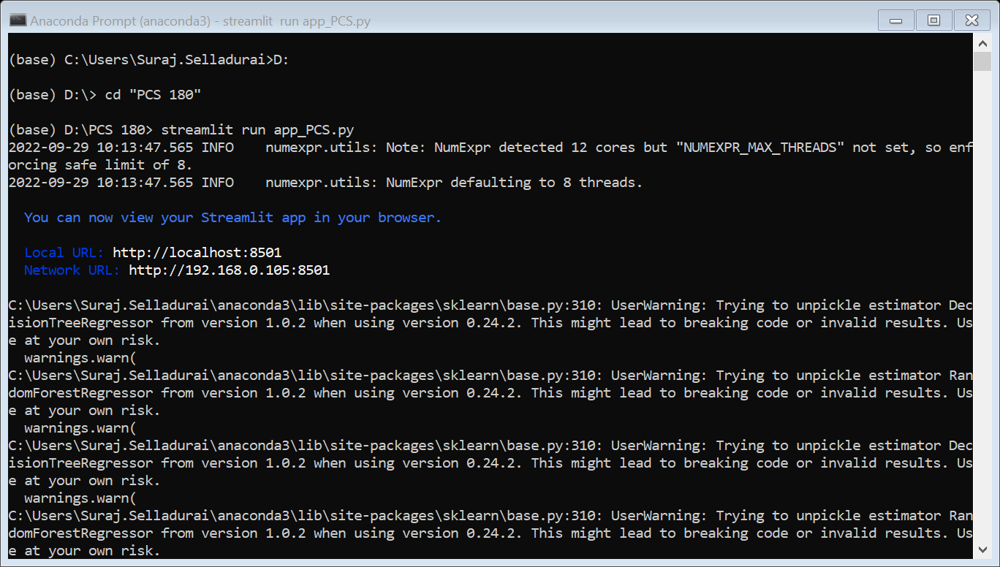 Anaconda Prompt (anaconda3) - streamlit  run app_PCS.py
(base) C:\Users\Suraj.Selladurai>D:
(base) D:\> cd "PCS 180"
(base) D:\PCS 180> streamlit run app_PCS.py
2022-09-29 10:13:47.565 INFO    numexpr.utils: Note: NumExpr detected 12 cores but "NUMEXPR_MAX_THREADS" not set, so enf
orcing safe limit of 8.
2022-09-29 10:13:47.565 INFO    numexpr.utils: NumExpr defaulting to 8 threads.
You can now view your Streamlit app in your browser.
Local URL: http://localhost:8501
Network URL: http://192.168.0.105:8501
C:\Users\Suraj.Selladurai\anaconda3\lib\site-packages\sklearn\base.py:310: UserWarning: Trying to unpickle estimator Dec
isionTreeRegressor from version 1.0.2 when using version 0.24.2. This might lead to breaking code or invalid results. Us
e at your own risk.
  warnings.warn(
C:\Users\Suraj.Selladurai\anaconda3\lib\site-packages\sklearn\base.py:310: UserWarning: Trying to unpickle estimator Ran
domForestRegressor from version 1.0.2 when using version 0.24.2. This might lead to breaking code or invalid results. Us
e at your own risk.
  warnings.warn(
C:\Users\Suraj.Selladurai\anaconda3\lib\site-packages\sklearn\base.py:310: UserWarning: Trying to unpickle estimator Dec
isionTreeRegressor from version 1.0.2 when using version 0.24.2. This might lead to breaking code or invalid results. Us
e at your own risk.
  warnings.warn(
C:\Users\Suraj.Selladurai\anaconda3\lib\site-packages\sklearn\base.py:310: UserWarning: Trying to unpickle estimator Ran
domForestRegressor from version 1.0.2 when using version 0.24.2. This might lead to breaking code or invalid results. Us
e at your own risk.